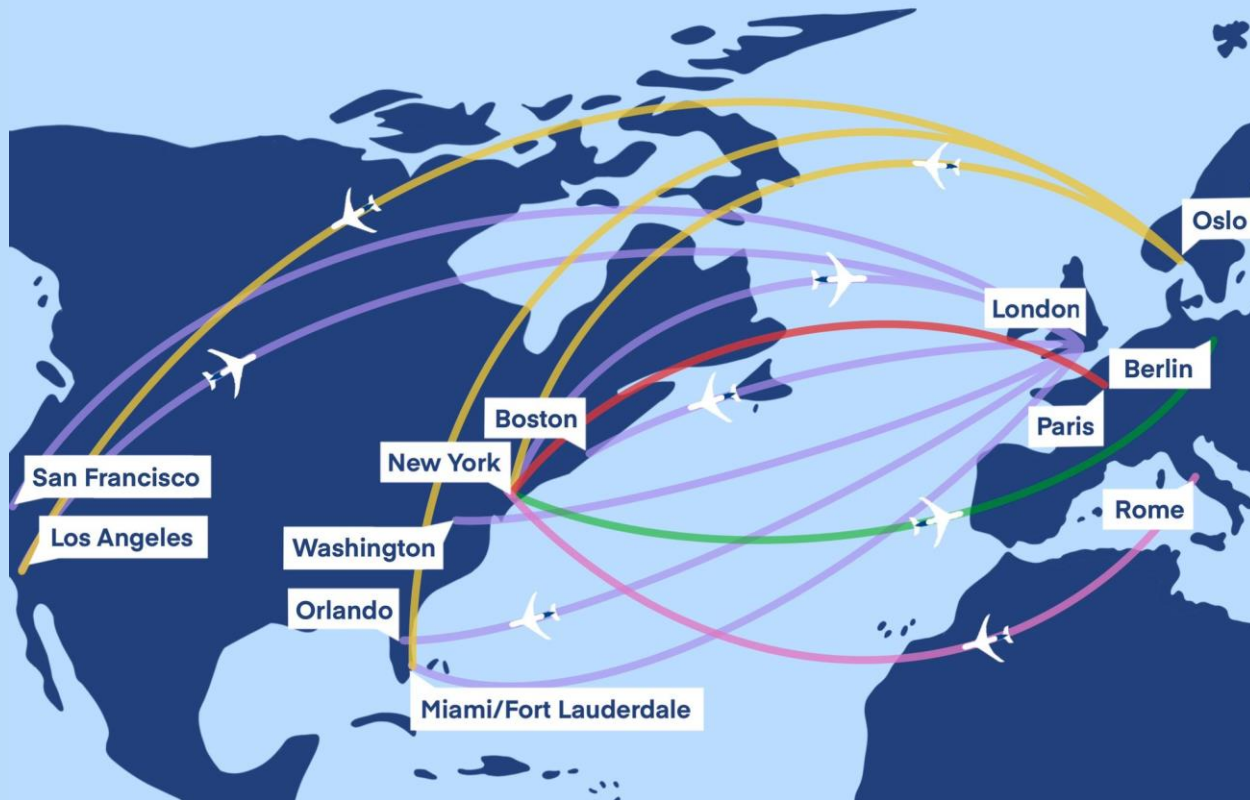 Oslo
London
Berlin
Boston
Paris
New York
San Francisco
Rome
Los Angeles
Washington
Orlando
Miami/Fort Lauderdale